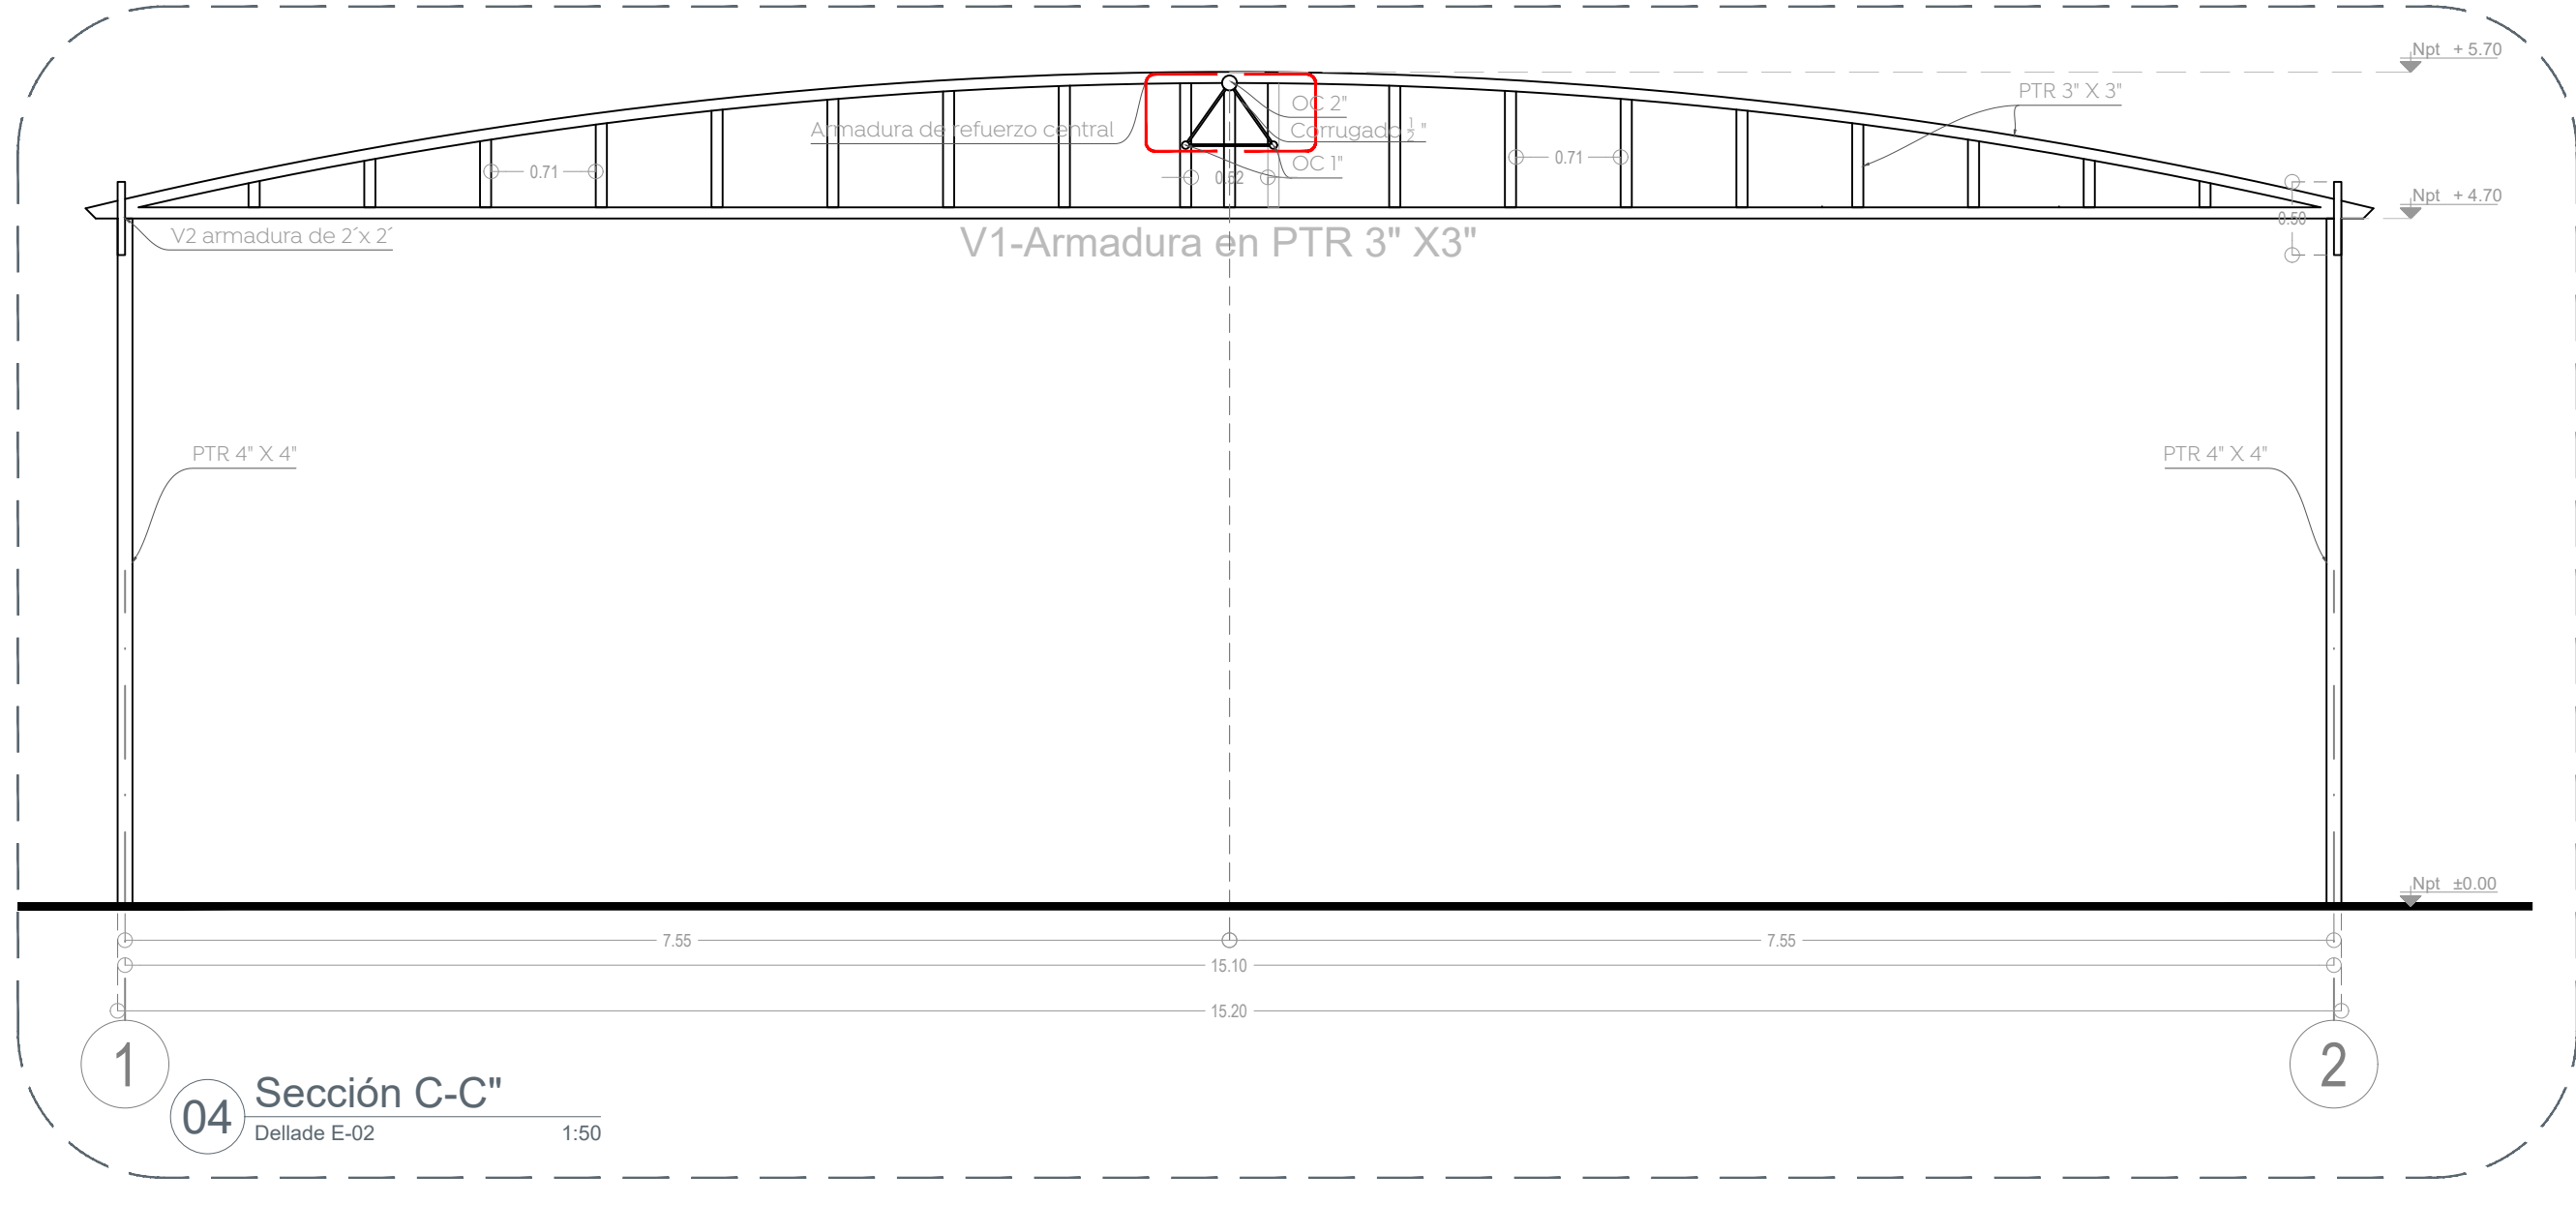 Npt + 5.70
PTR 3" X 3"
OC 2"
Armadura de refuerzo central
Corrugado ½ "
OC 1"
0.71
0.71
0.52
Npt + 4.70
0.50
V2 armadura de 2´x 2´
V1-Armadura en PTR 3" X3"
PTR 4" X 4"
PTR 4" X 4"
Npt ±0.00
7.55
7.55
15.10
15.20
1
2
04
Sección C-C"
Dellade E-02
1:50